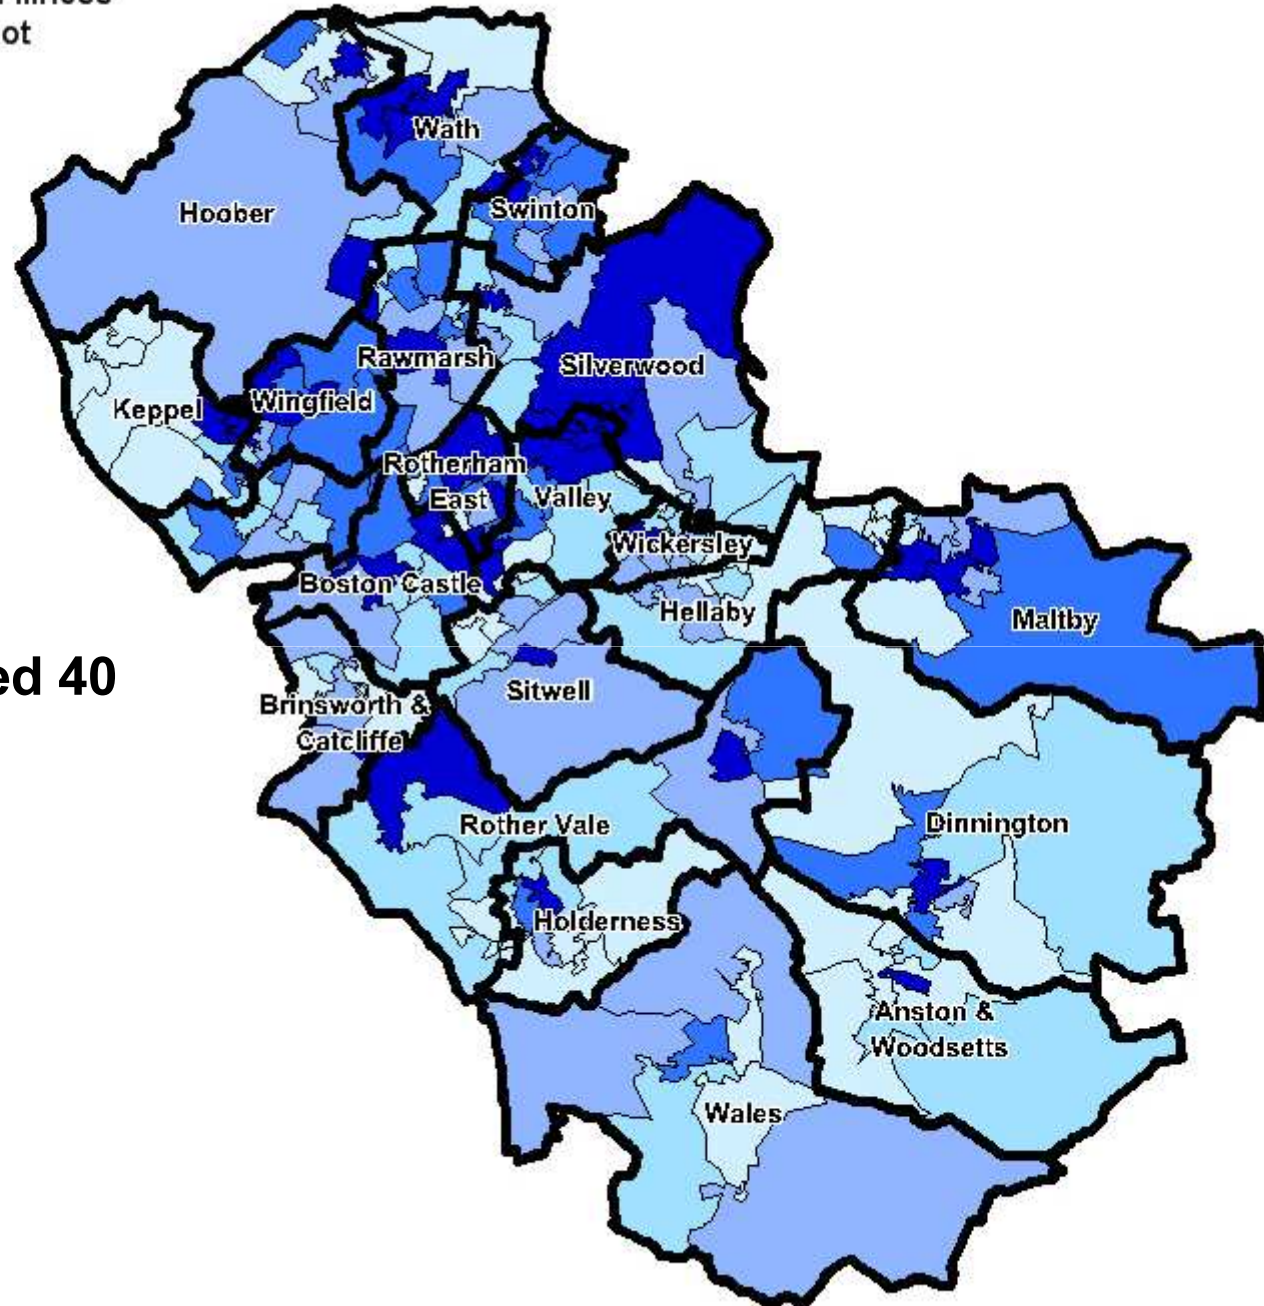 ot
Wath
Hoober
Swinton
Rawmarsh
Silverwood
Keppel
Wingfield
Rotherham
East
Valley
Wickersley
Boston Castle
Hellaby
Maltby
ed 40
Sitwell
Brinsworth &
Catcliffe
Rother Vale
Dinnington
Holderness
Anston &
Woodsetts
Wales